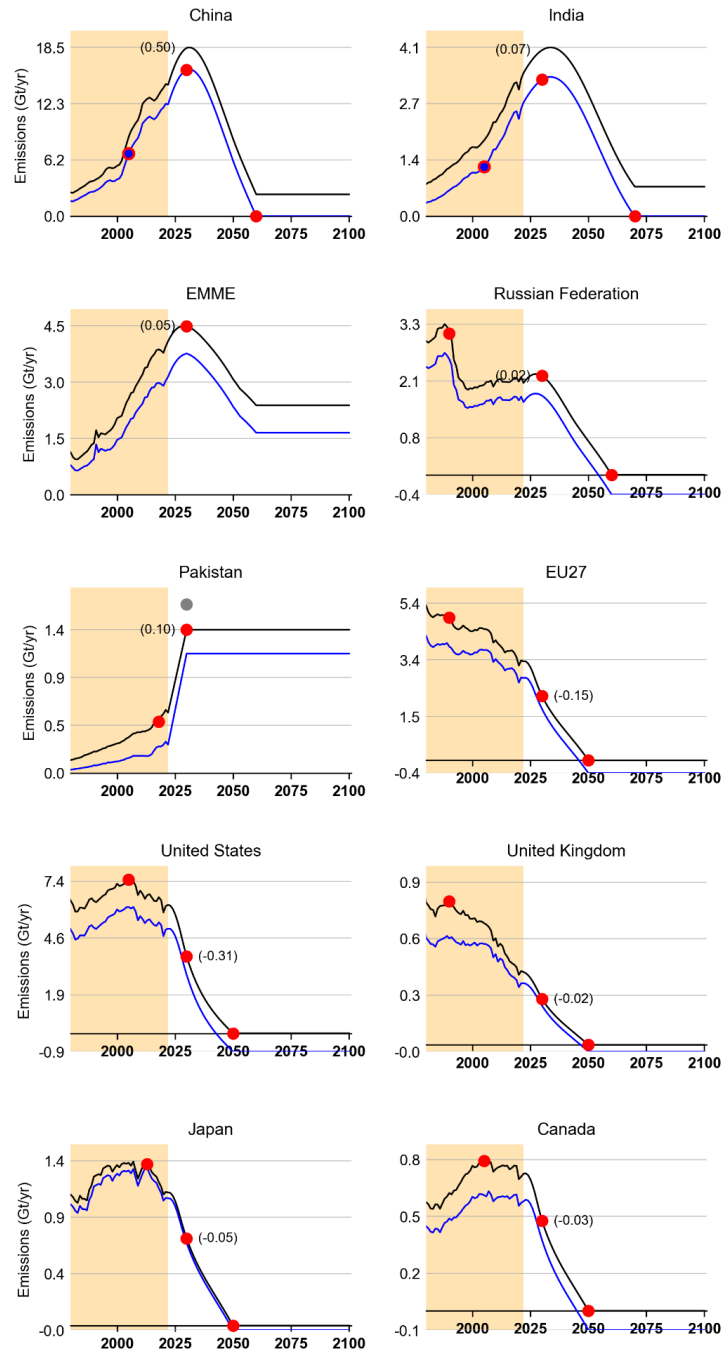 China
Emissions (Gt/yr)
18.5
12.3
6.2
0.0
(0.50)
2000 2025 2050 2075 2100
India
4.1
2.7
1.4
0.0
(0.07)
2000 2025 2050 2075 2100
EMME
Emissions (Gt/yr)
4.5
3.0
1.5
0.0
(0.05)
2000 2025 2050 2075 2100
Russian Federation
3.3
2.1
0.8
-0.4
(0.02)
2000 2025 2050 2075 2100
Pakistan
Emissions (Gt/yr)
1.4
0.9
0.5
0.0
(0.10)
2000 2025 2050 2075 2100
EU27
5.4
3.4
1.5
-0.4
(-0.15)
2000 2025 2050 2075 2100
United States
Emissions (Gt/yr)
7.4
4.6
1.9
-0.9
(-0.31)
2000 2025 2050 2075 2100
United Kingdom
0.9
0.6
0.3
-0.0
(-0.02)
2000 2025 2050 2075 2100
Japan
Emissions (Gt/yr)
1.4
0.9
0.4
-0.0
(-0.05)
2000 2025 2050 2075 2100
Canada
0.8
0.5
0.2
-0.1
(-0.03)
2000 2025 2050 2075 2100